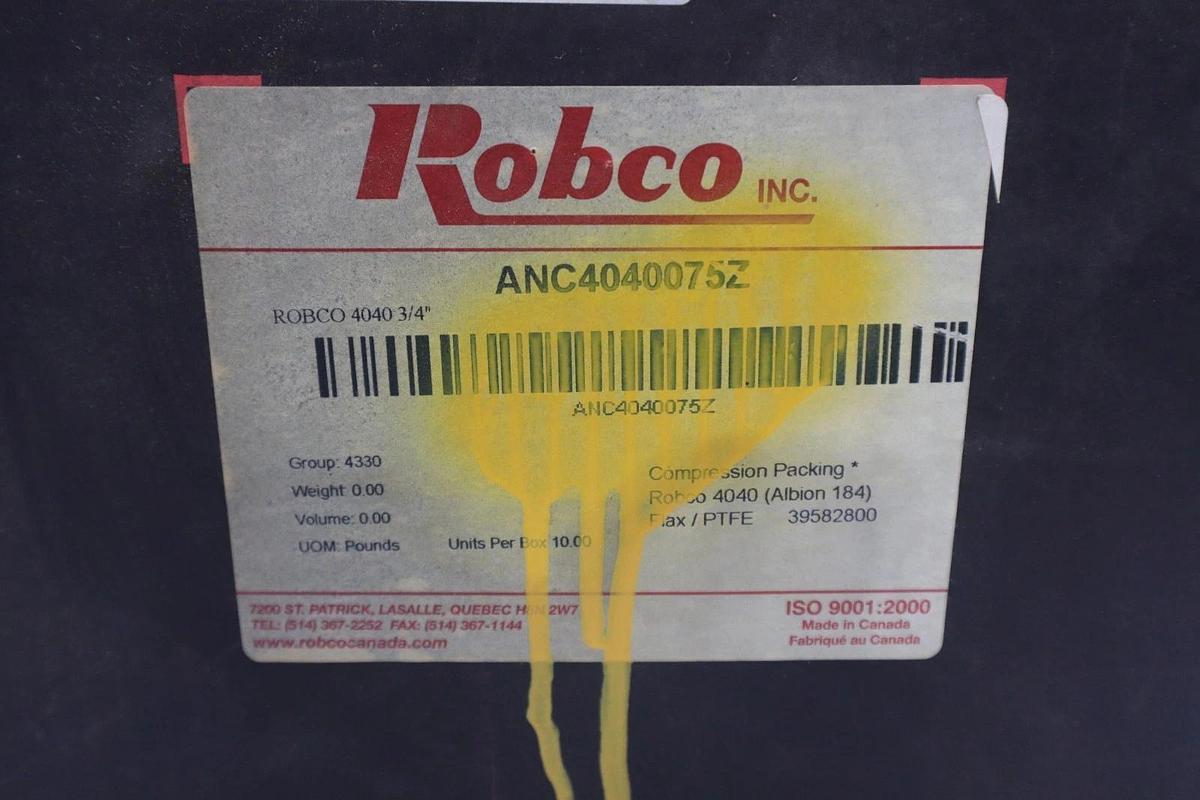 Robco INC.
ANC4040075Z
ROBCO 4040 3/4"
ANC4040075Z
Group: 4330
Weight: 0.00
Volume: 0.00
UOM: Pounds Units Per Box 10.00
Compression Packing *
Robco 4040 (Albion 184)
Flax / PTFE 39582800
7200 ST. PATRICK, LASALLE, QUEBEC H8N 2W7
TEL: (514) 367-2252 FAX: (514) 367-1144
www.robcocanada.com
ISO 9001:2000
Made in Canada
Fabriqué au Canada